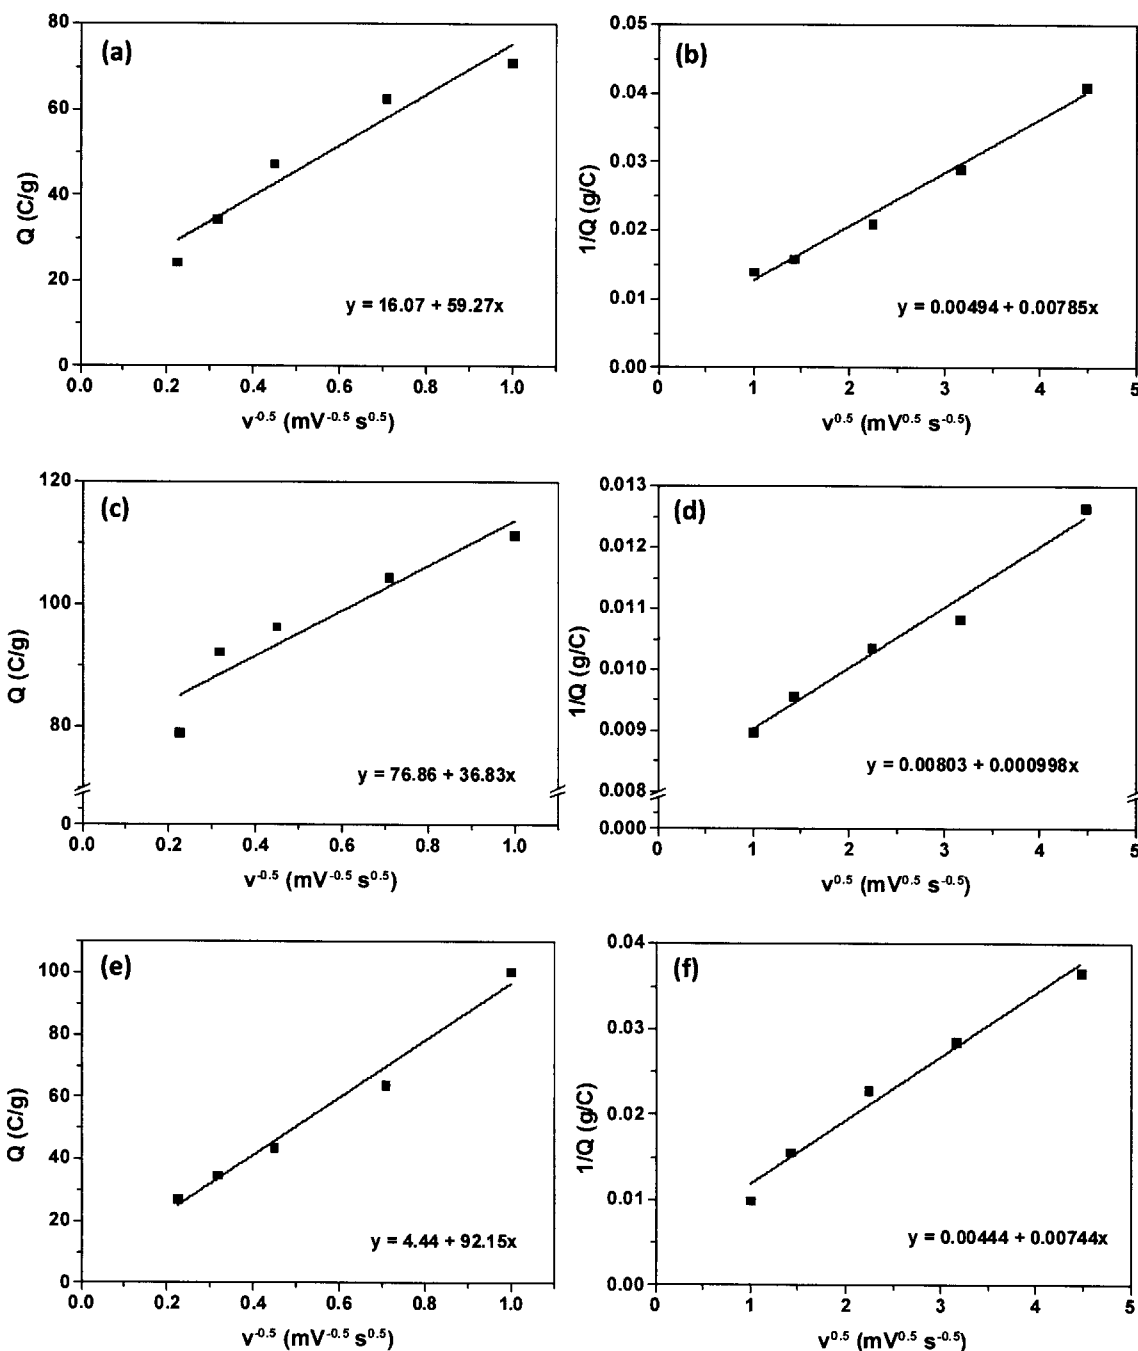 (a)
Q (C/g)
80
60
40
20
0
0.0 0.2 0.4 0.6 0.8 1.0
v^-0.5 (mV^-0.5 s^0.5)
y = 16.07 + 59.27x
(b)
1/Q (g/C)
0.05
0.04
0.03
0.02
0.01
0.00
0 1 2 3 4 5
v^0.5 (mV^0.5 s^-0.5)
y = 0.00494 + 0.00785x
(c)
Q (C/g)
120
100
80
0
0.0 0.2 0.4 0.6 0.8 1.0
v^-0.5 (mV^-0.5 s^0.5)
y = 76.86 + 36.83x
(d)
1/Q (g/C)
0.013
0.012
0.011
0.010
0.009
0.008
0.000
0 1 2 3 4 5
v^0.5 (mV^0.5 s^-0.5)
y = 0.00803 + 0.000998x
(e)
Q (C/g)
100
80
60
40
20
0
0.0 0.2 0.4 0.6 0.8 1.0
v^-0.5 (mV^-0.5 s^0.5)
y = 4.44 + 92.15x
(f)
1/Q (g/C)
0.04
0.03
0.02
0.01
0.00
0 1 2 3 4 5
v^0.5 (mV^0.5 s^-0.5)
y = 0.00444 + 0.00744x